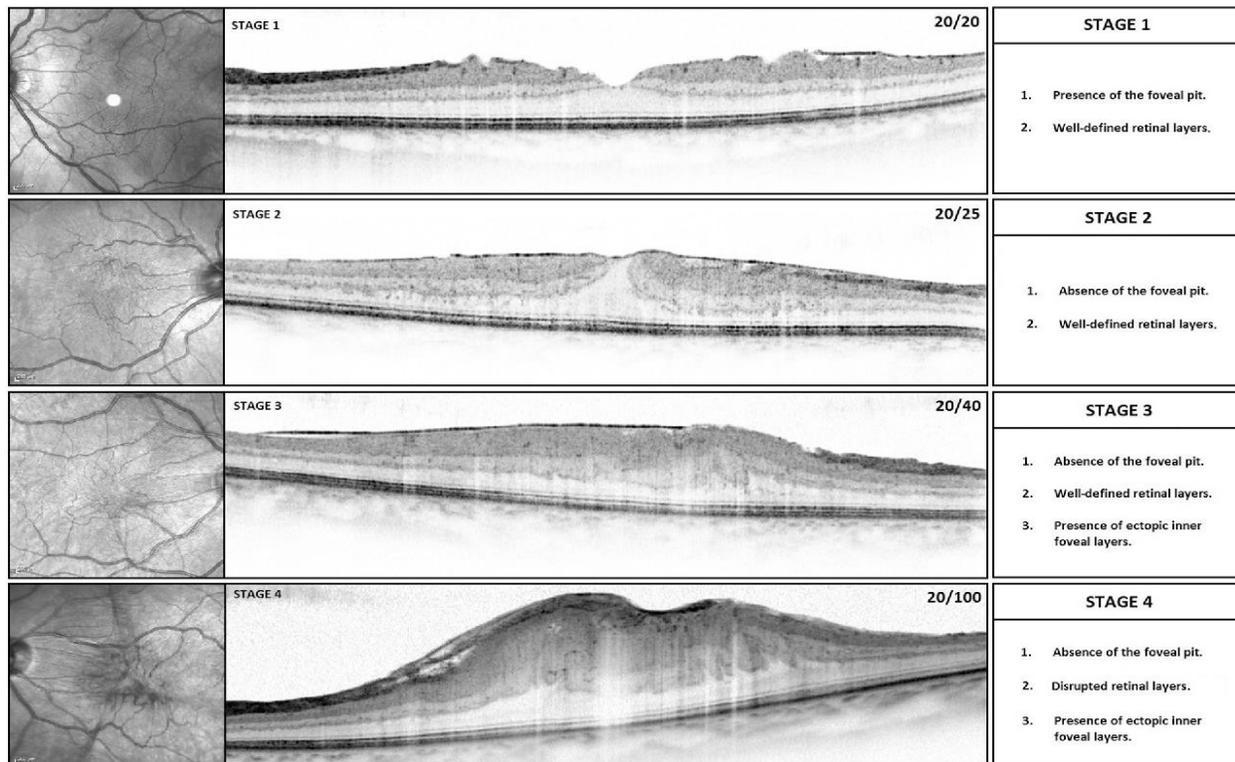 STAGE 1
20/20
STAGE 1
1. Presence of the foveal pit.
2. Well-defined retinal layers.
STAGE 2
20/25
STAGE 2
1. Absence of the foveal pit.
2. Well-defined retinal layers.
STAGE 3
20/40
STAGE 3
1. Absence of the foveal pit.
2. Well-defined retinal layers.
3. Presence of ectopic inner
foveal layers.
STAGE 4
20/100
STAGE 4
1. Absence of the foveal pit.
2. Disrupted retinal layers.
3. Presence of ectopic inner
foveal layers.